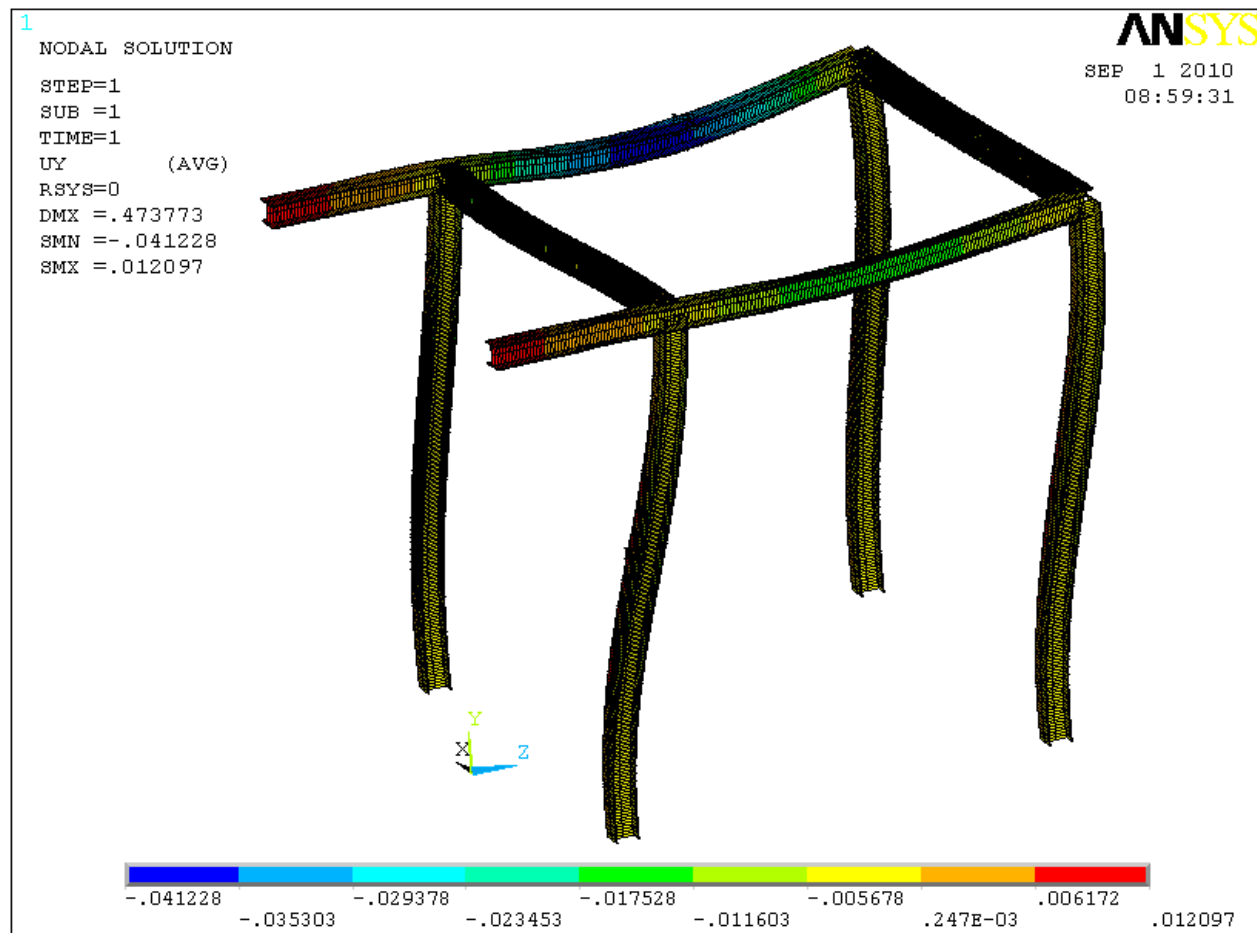 1
ANSYS
NODAL SOLUTION
SEP 1 2010
08:59:31
STEP=1
SUB =1
TIME=1
UY (AVG)
RSYS=0
DMX =.473773
SMN =-.041228
SMX =.012097
Y
X
Z
-.041228 -.029378 -.017528 -.005678 .006172
-.035303 -.023453 -.011603 .247E-03 .012097